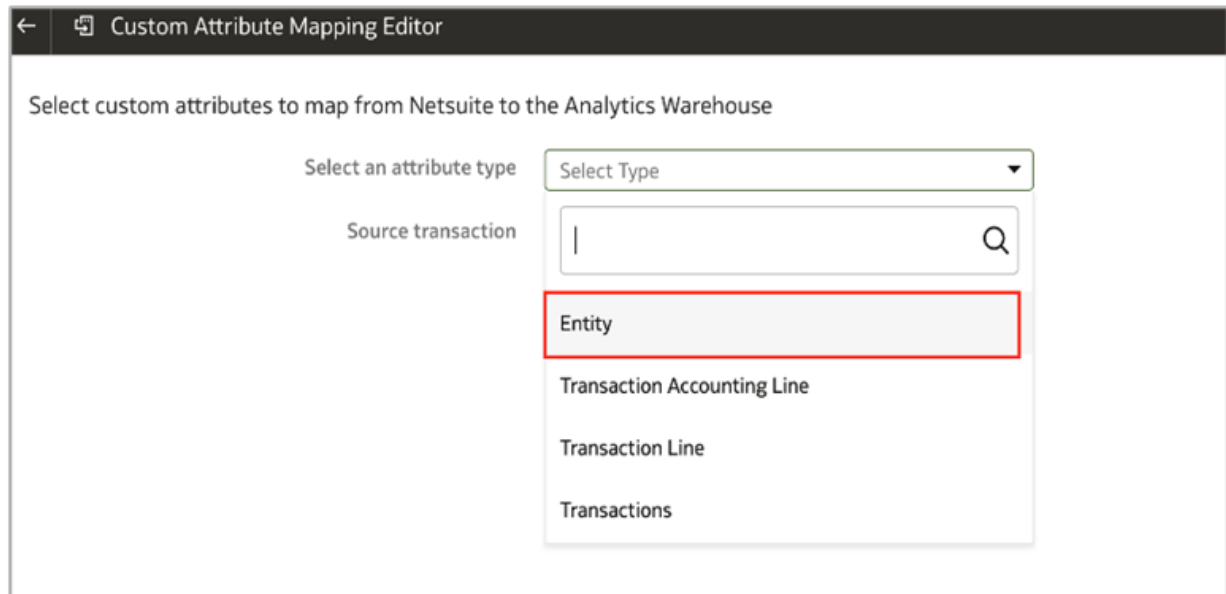 Custom Attribute Mapping Editor
Select custom attributes to map from Netsuite to the Analytics Warehouse
Select an attribute type
Select Type
Source transaction
Entity
Transaction Accounting Line
Transaction Line
Transactions